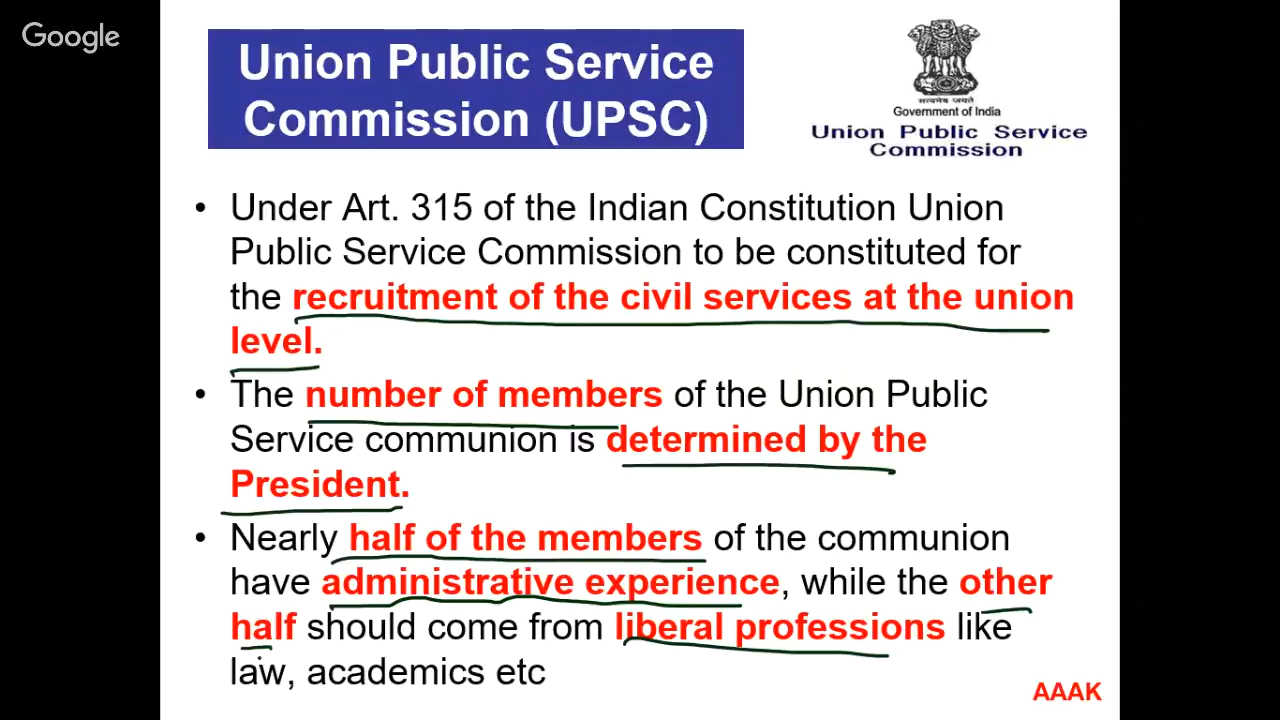 Google
Union Public Service
Commission (UPSC)
सत्यमेव जयते
Government of India
Union Public Service
Commission
• Under Art. 315 of the Indian Constitution Union
Public Service Commission to be constituted for
the recruitment of the civil services at the union
level.
• The number of members of the Union Public
Service communion is determined by the
President.
• Nearly half of the members of the communion
have administrative experience, while the other
half should come from liberal professions like
law, academics etc
AAAK